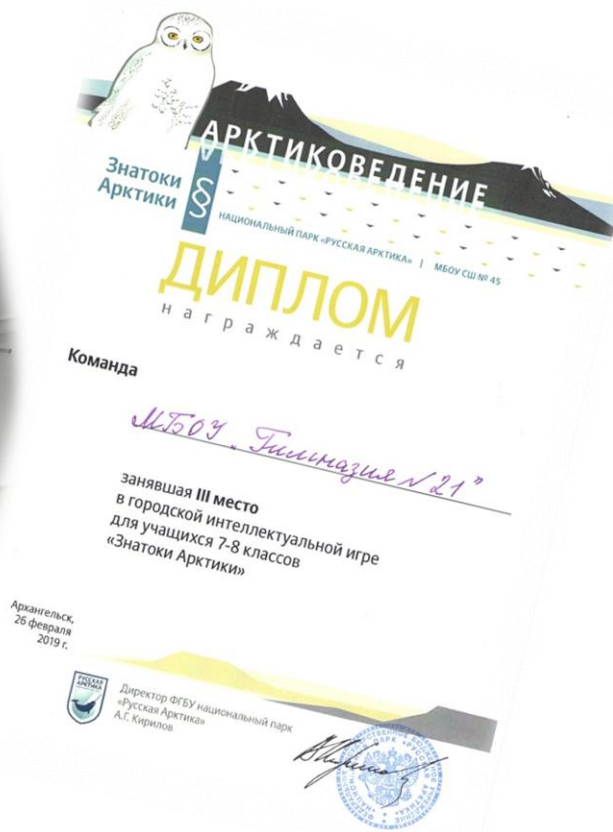 АРКТИКОВЕДЕНИЕ
Знатоки
Арктики
§
НАЦИОНАЛЬНЫЙ ПАРК «РУССКАЯ АРКТИКА» | МБОУ СШ № 45
ДИПЛОМ
награждается
Команда
МБОУ „Гимназия N 21"
занявшая III место
в городской интеллектуальной игре
для учащихся 7-8 классов
«Знатоки Арктики»
Архангельск,
26 февраля
2019 г.
РУССКАЯ
АРКТИКА
Директор ФГБУ национальный парк
«Русская Арктика»
А.Г. Кирилов